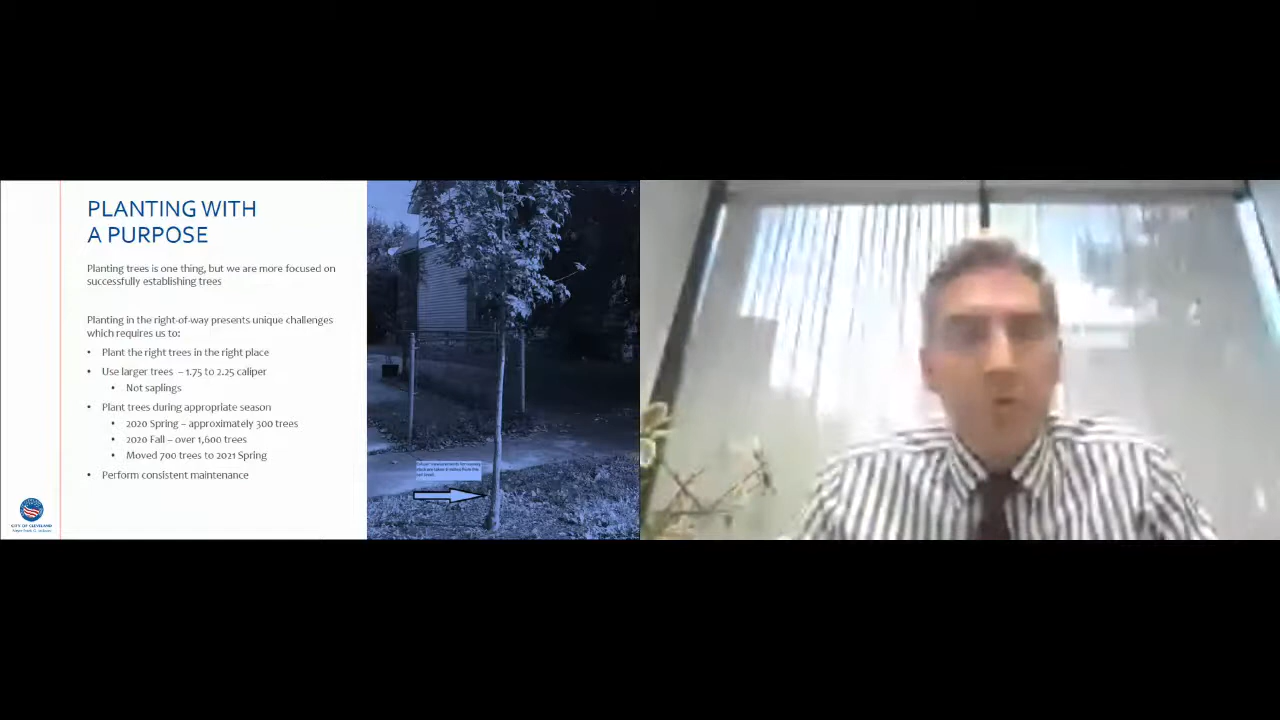 PLANTING WITH
A PURPOSE
Planting trees is one thing, but we are more focused on
successfully establishing trees
Planting in the right-of-way presents unique challenges
which requires us to:
• Plant the right trees in the right place
• Use larger trees – 1.75 to 2.25 caliper
• Not saplings
• Plant trees during appropriate season
• 2020 Spring – approximately 300 trees
• 2020 Fall – over 1,600 trees
• Moved 700 trees to 2021 Spring
• Perform consistent maintenance
CITY OF CLEVELAND